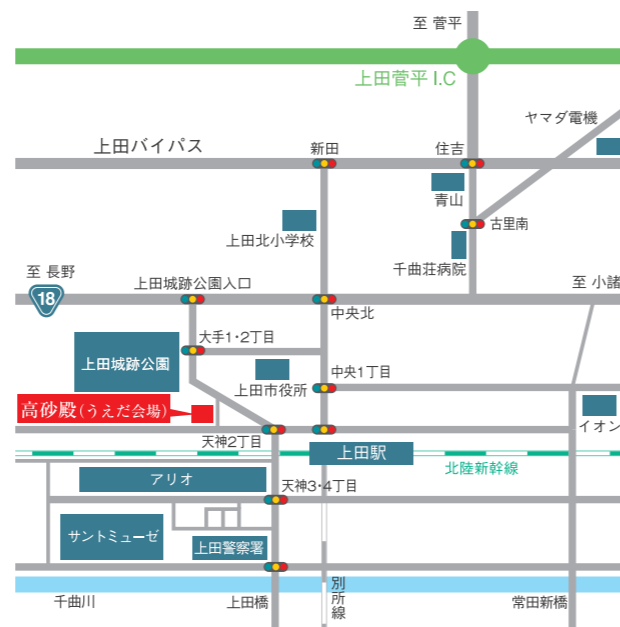 至 菅平
上田菅平 I.C
ヤマダ電機
上田バイパス
新田
住吉
青山
古里南
上田北小学校
千曲荘病院
至 長野
18
上田城跡公園入口
中央北
至 小諸
大手1・2丁目
上田城跡公園
上田市役所
中央1丁目
高砂殿(うえだ会場)
イオン
天神2丁目
上田駅
北陸新幹線
アリオ
天神3・4丁目
サントミューゼ
上田警察署
千曲川
上田橋
別所線
常田新橋